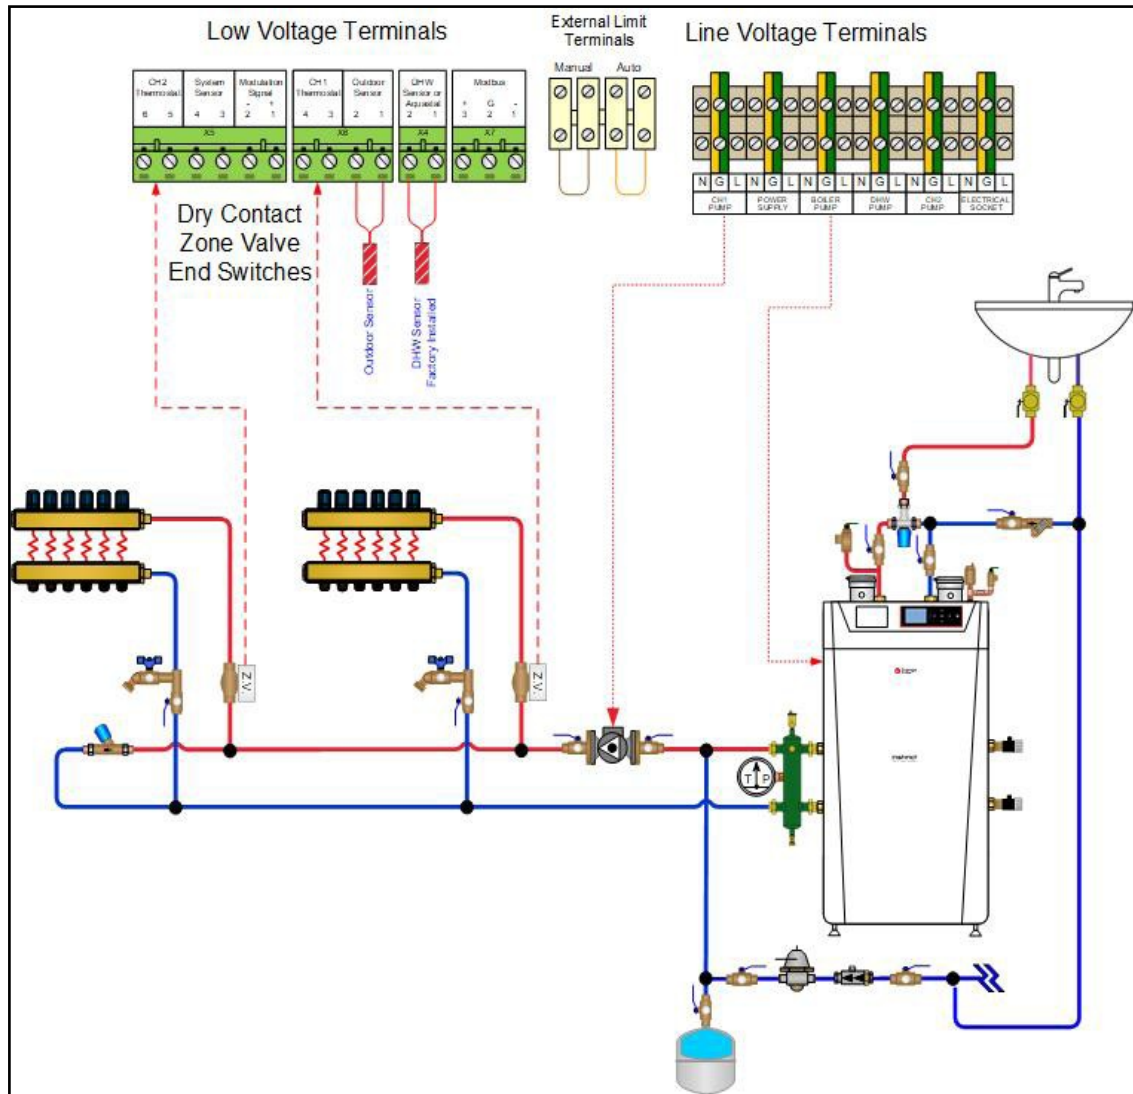 Low Voltage Terminals
External Limit
Terminals
Line Voltage Terminals
Manual Auto
CH2
Thermostat
System
Sensor
Modulation
Signal
- +
6 5 4 3 2 1
X5
CH1
Thermostat
Outdoor
Sensor
4 3 2 1
X6
DHW
Sensor or
Aquastat
2 1
X4
Modbus
+ G -
3 2 1
X7
N G L N G L N G L N G L N G L N G L
CH1
PUMP
POWER
SUPPLY
BOILER
PUMP
DHW
PUMP
CH2
PUMP
ELECTRICAL
SOCKET
Dry Contact
Zone Valve
End Switches
Outdoor Sensor
DHW Sensor
Factory Installed
Z.V.
Z.V.
T P